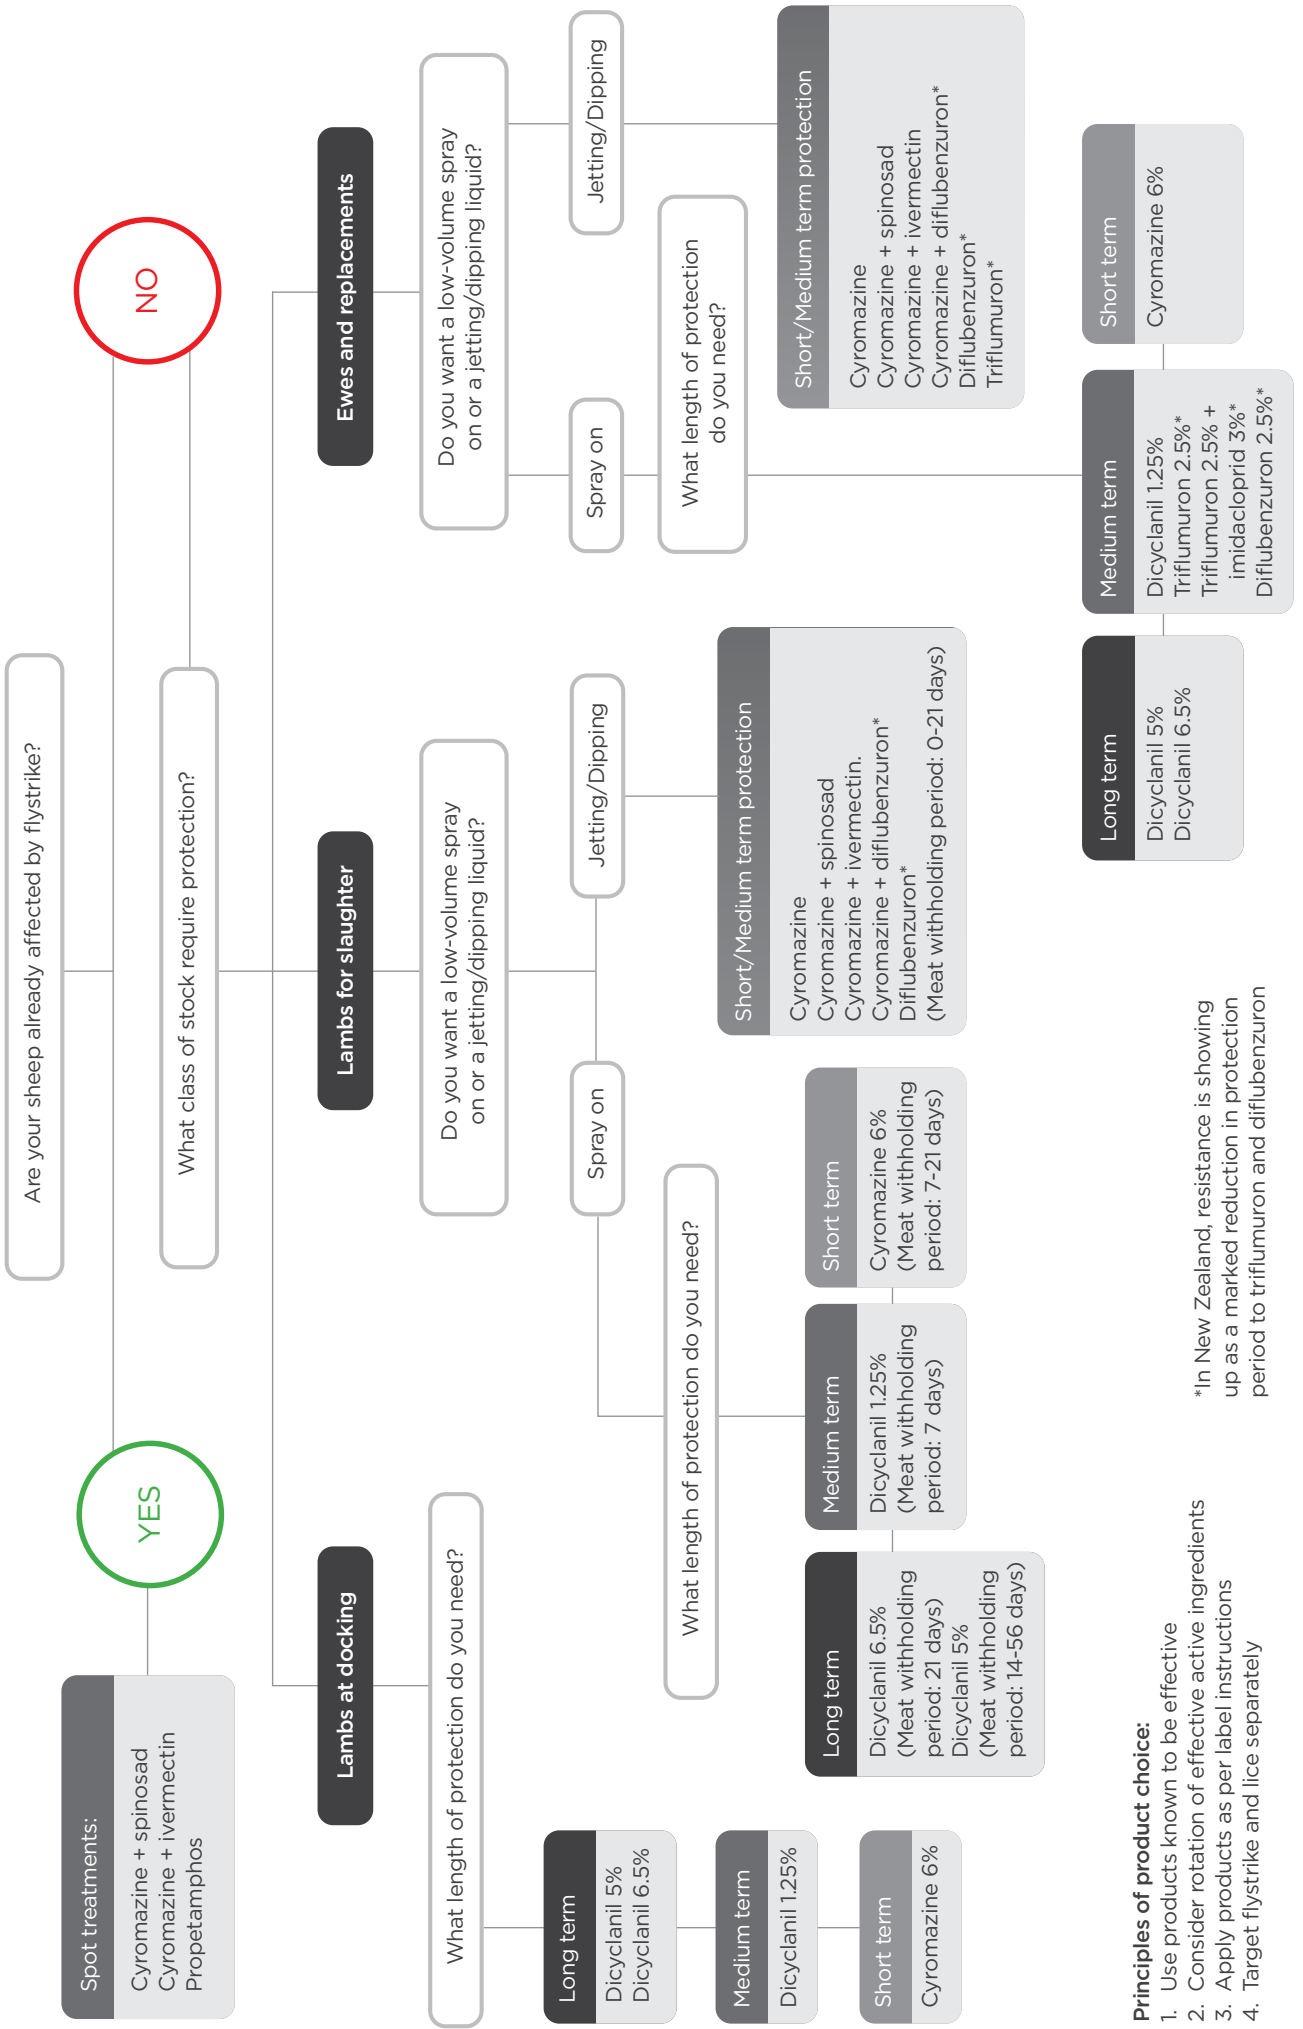 Are your sheep already affected by flystrike?
YES
NO
Spot treatments:
Cyromazine + spinosad
Cyromazine + ivermectin
Propetamphos
What class of stock require protection?
Lambs at docking
What length of protection do you need?
Long term
Dicyclanil 5%
Dicyclanil 6.5%
Medium term
Dicyclanil 1.25%
Short term
Cyromazine 6%
Lambs for slaughter
Do you want a low-volume spray
on or a jetting/dipping liquid?
Spray on
What length of protection do you need?
Long term
Dicyclanil 6.5%
(Meat withholding
period: 21 days)
Dicyclanil 5%
(Meat withholding
period: 14-56 days)
Medium term
Dicyclanil 1.25%
(Meat withholding
period: 7 days)
Short term
Cyromazine 6%
(Meat withholding
period: 7-21 days)
Jetting/Dipping
Short/Medium term protection
Cyromazine
Cyromazine + spinosad
Cyromazine + ivermectin.
Cyromazine + diflubenzuron*
Diflubenzuron*
(Meat withholding period: 0-21 days)
Ewes and replacements
Do you want a low-volume spray
on or a jetting/dipping liquid?
Spray on
What length of protection
do you need?
Long term
Dicyclanil 5%
Dicyclanil 6.5%
Medium term
Dicyclanil 1.25%
Triflumuron 2.5%*
Triflumuron 2.5% +
imidacloprid 3%*
Diflubenzuron 2.5%*
Short term
Cyromazine 6%
Jetting/Dipping
Short/Medium term protection
Cyromazine
Cyromazine + spinosad
Cyromazine + ivermectin
Cyromazine + diflubenzuron*
Diflubenzuron*
Triflumuron*
Principles of product choice:
1. Use products known to be effective
2. Consider rotation of effective active ingredients
3. Apply products as per label instructions
4. Target flystrike and lice separately
*In New Zealand, resistance is showing
up as a marked reduction in protection
period to triflumuron and diflubenzuron